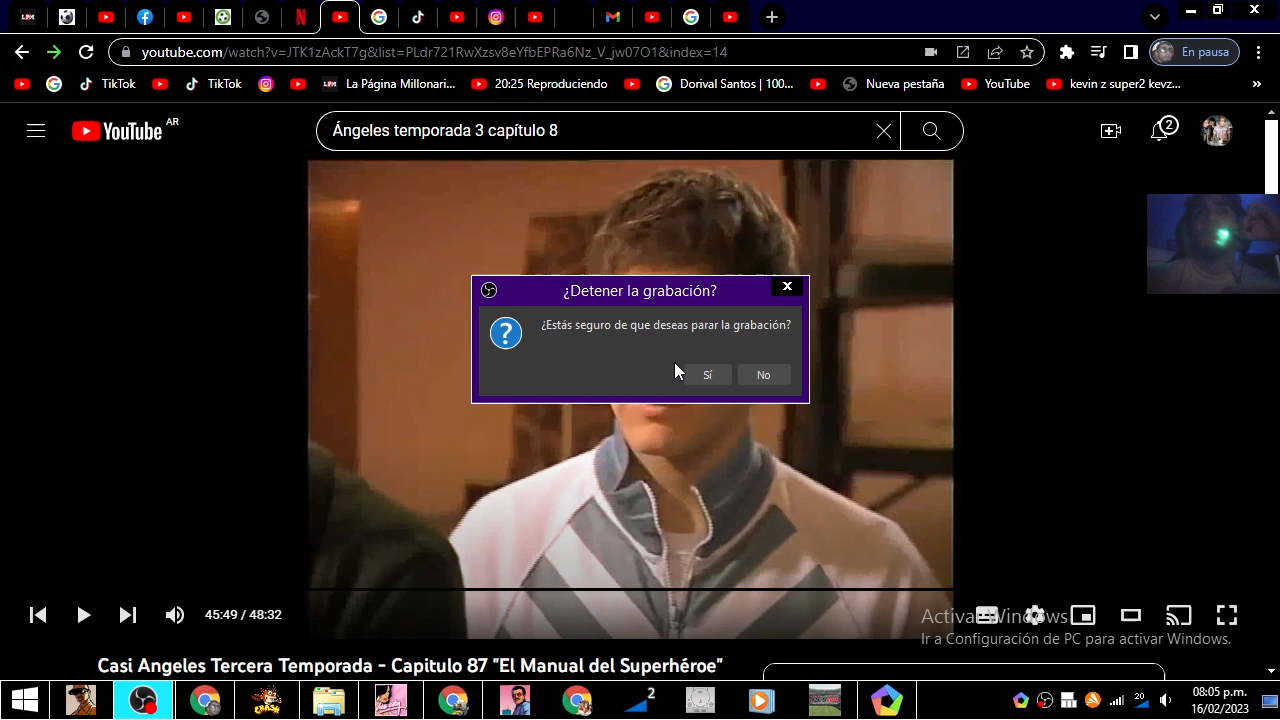 youtube.com/watch?v=JTK1zAckT7g&list=PLdr721RwXzsv8eYfbEPRa6Nz_V_jw07O1&index=14
En pausa
TikTok
TikTok
La Página Millonari...
20:25 Reproduciendo
Dorival Santos | 100...
Nueva pestaña
YouTube
kevin z super2 kevz...
»
YouTube AR
Ángeles temporada 3 capítulo 8
2
¿Detener la grabación?
¿Estás seguro de que deseas parar la grabación?
Sí
No
45:49 / 48:32
Activar Windows
Ir a Configuración de PC para activar Windows.
Casi Angeles Tercera Temporada - Capitulo 87 "El Manual del Superhéroe"
2
20
08:05 p.m.
16/02/2023